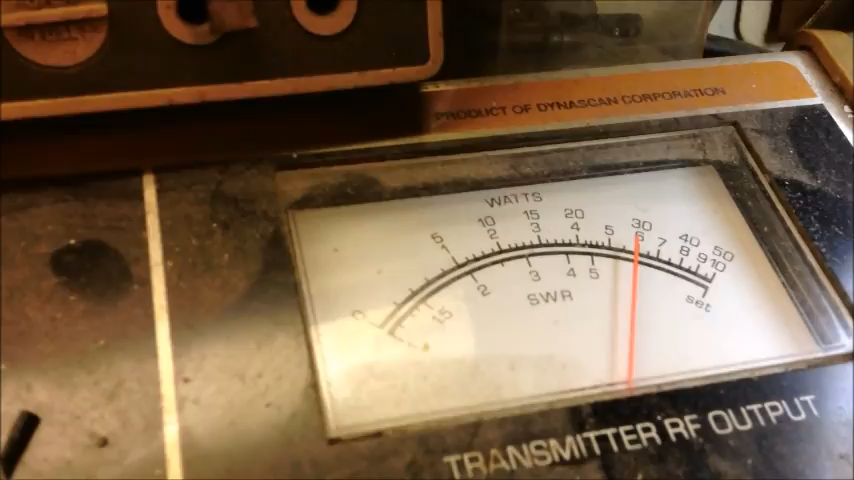 PRODUCT OF DYNASCAN CORPORATION
WATTS
0 5 10 15 20 30 40 50
1 2 3 4 5 6 7 8 9 10
1.5 2 3 4 5 set
SWR
TRANSMITTER RF OUTPUT